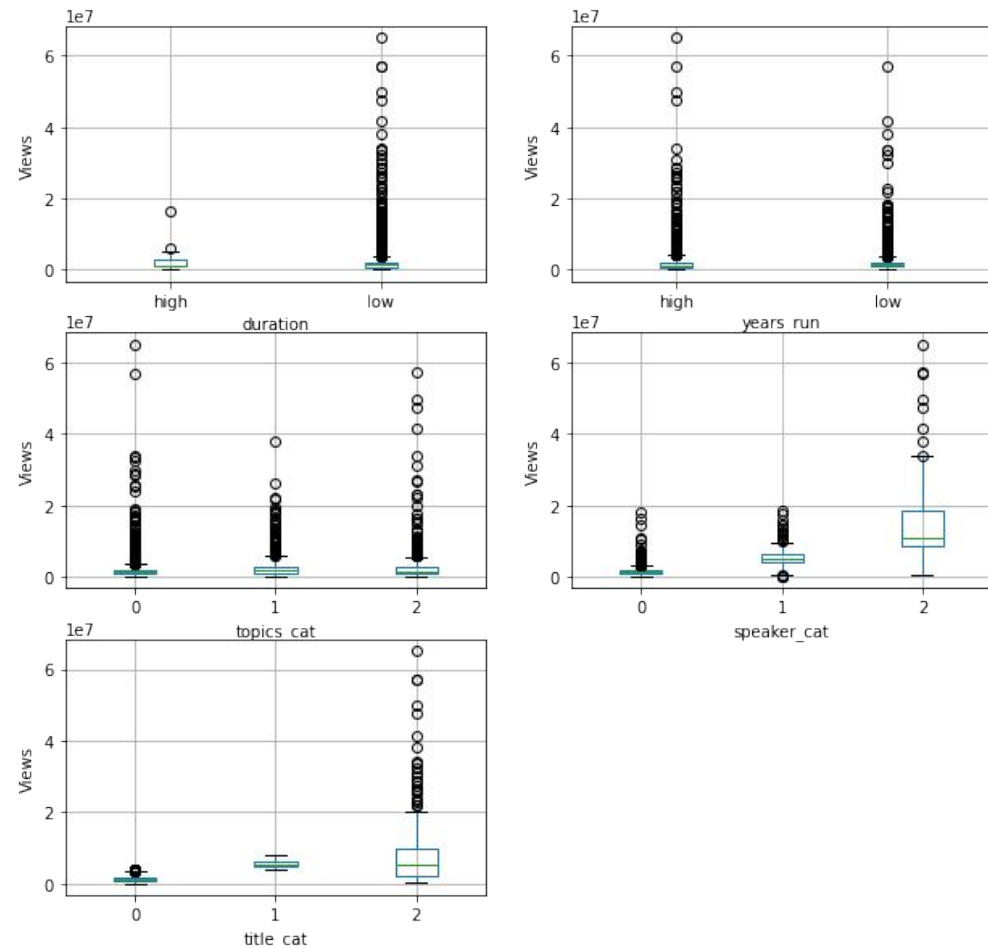 1e7
6
4
2
0
Views
high low
duration
1e7
6
4
2
0
Views
high low
years_run
1e7
6
4
2
0
Views
0 1 2
topics_cat
1e7
6
4
2
0
Views
0 1 2
speaker_cat
1e7
6
4
2
0
Views
0 1 2
title_cat